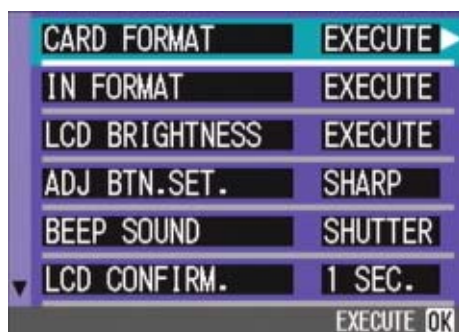 CARD FORMAT EXECUTE
IN FORMAT EXECUTE
LCD BRIGHTNESS EXECUTE
ADJ BTN.SET. SHARP
BEEP SOUND SHUTTER
LCD CONFIRM. 1 SEC.
EXECUTE OK